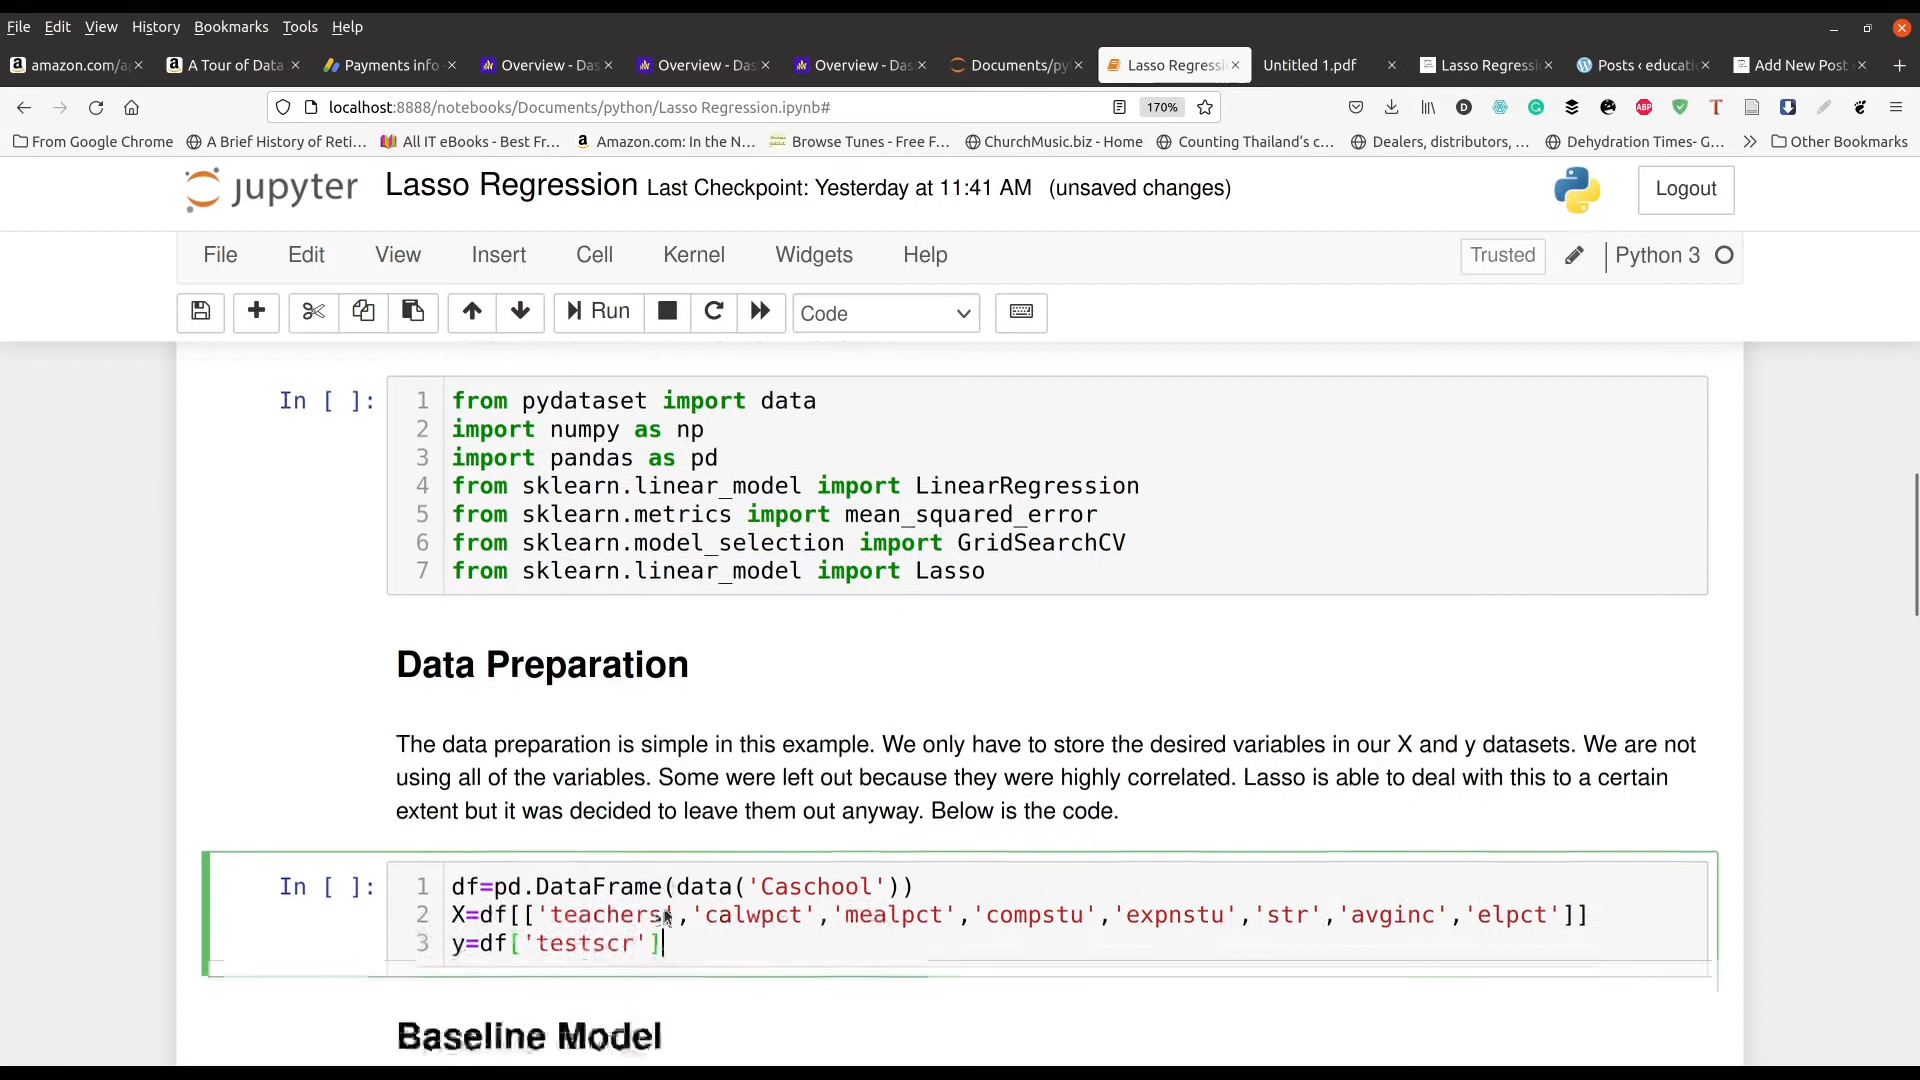 File Edit View History Bookmarks Tools Help
amazon.com/a
A Tour of Data
Payments info
Overview - Das
Overview - Das
Overview - Das
Documents/py
Lasso Regressi
Untitled 1.pdf
Lasso Regressi
Posts ‹ educati
Add New Post
localhost:8888/notebooks/Documents/python/Lasso Regression.ipynb#
170%
From Google Chrome
A Brief History of Reti...
All IT eBooks - Best Fr...
Amazon.com: In the N...
Browse Tunes - Free F...
ChurchMusic.biz - Home
Counting Thailand's c...
Dealers, distributors, ...
Dehydration Times- G...
Other Bookmarks
jupyter Lasso Regression Last Checkpoint: Yesterday at 11:41 AM (unsaved changes)
Logout
File Edit View Insert Cell Kernel Widgets Help
Trusted
Python 3
Run
Code
In [ ]:
1 from pydataset import data
2 import numpy as np
3 import pandas as pd
4 from sklearn.linear_model import LinearRegression
5 from sklearn.metrics import mean_squared_error
6 from sklearn.model_selection import GridSearchCV
7 from sklearn.linear_model import Lasso
Data Preparation
The data preparation is simple in this example. We only have to store the desired variables in our X and y datasets. We are not
using all of the variables. Some were left out because they were highly correlated. Lasso is able to deal with this to a certain
extent but it was decided to leave them out anyway. Below is the code.
In [ ]:
1 df=pd.DataFrame(data('Caschool'))
2 X=df[['teachers','calwpct','mealpct','compstu','expnstu','str','avginc','elpct']]
3 y=df['testscr']
Baseline Model